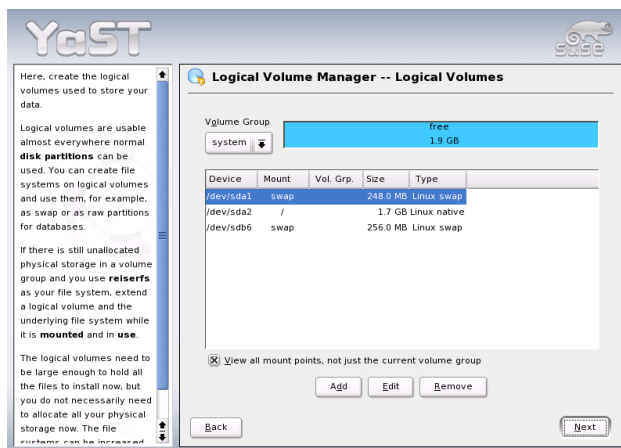 YaST
suse
Here, create the logical
volumes used to store your
data.
Logical volumes are usable
almost everywhere normal
disk partitions can be
used. You can create file
systems on logical volumes
and use them, for example,
as swap or as raw partitions
for databases.
If there is still unallocated
physical storage in a volume
group and you use reiserfs
as your file system, extend
a logical volume and the
underlying file system while
it is mounted and in use.
The logical volumes need to
be large enough to hold all
the files to install now, but
you do not necessarily need
to allocate all your physical
storage now. The file
systems can be increased
Logical Volume Manager -- Logical Volumes
Volume Group
system
free
1.9 GB
Device Mount Vol. Grp. Size Type
/dev/sda1 swap 248.0 MB Linux swap
/dev/sda2 / 1.7 GB Linux native
/dev/sdb6 swap 256.0 MB Linux swap
View all mount points, not just the current volume group
Add Edit Remove
Back Next